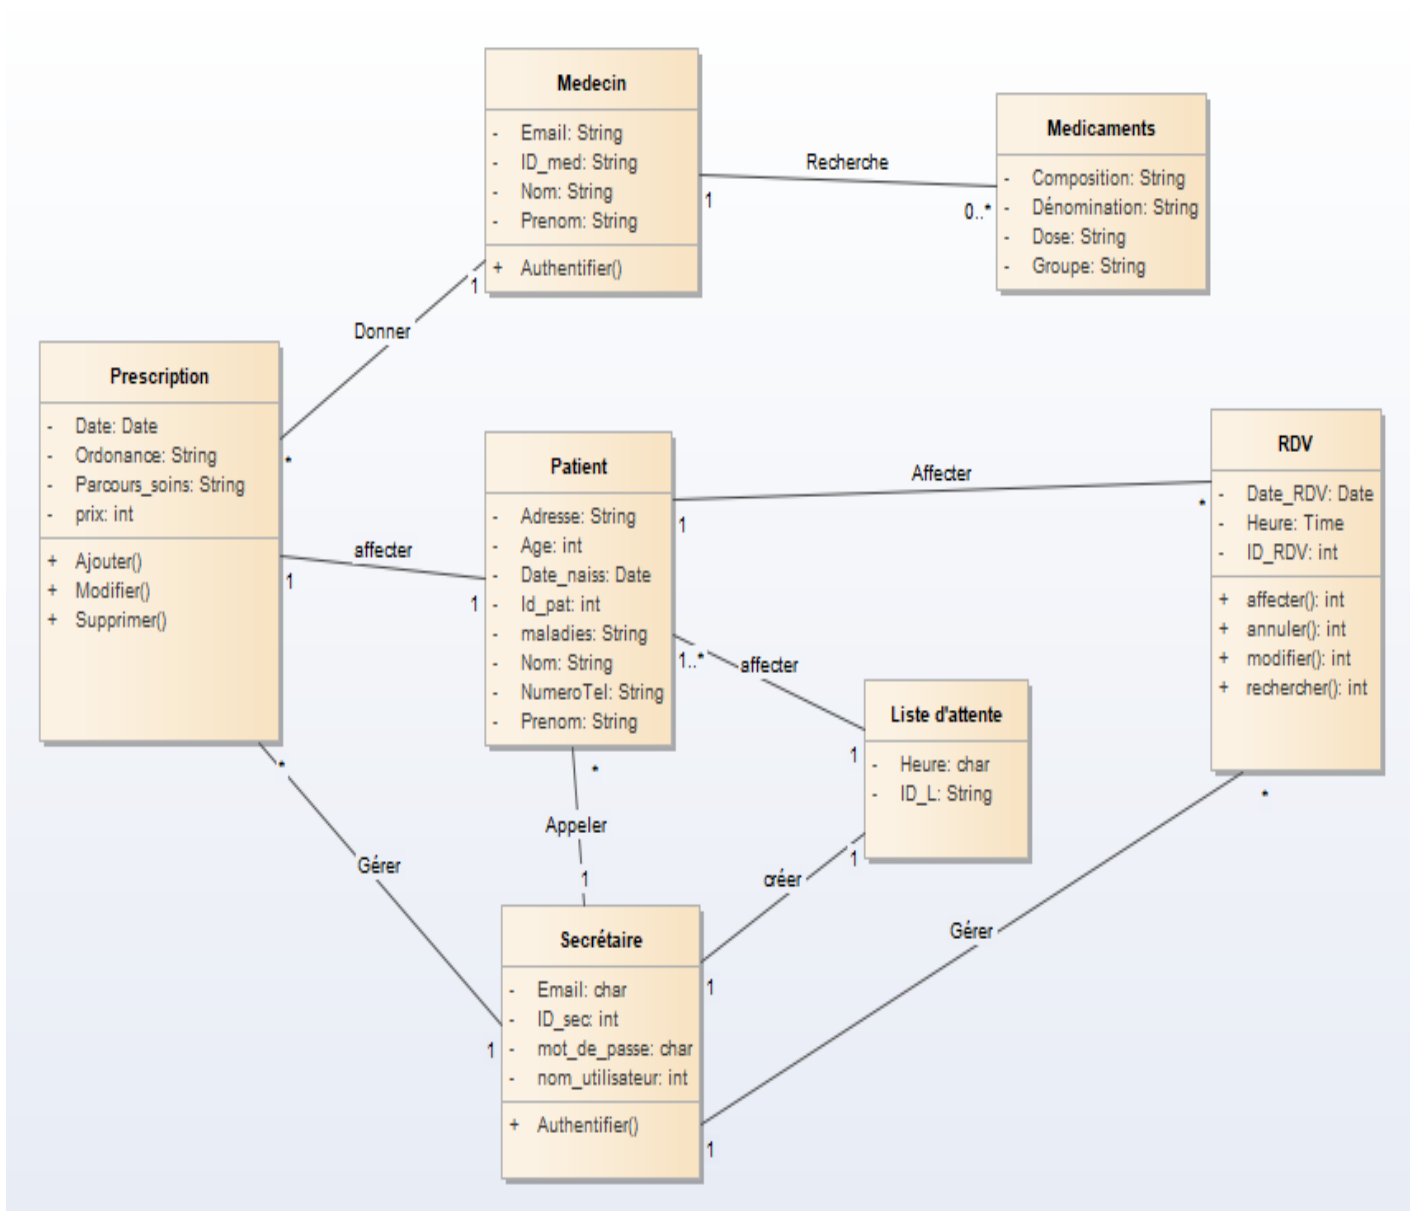 Medecin
- Email: String
- ID_med: String
- Nom: String
- Prenom: String
+ Authentifier()
Medicaments
- Composition: String
- Dénomination: String
- Dose: String
- Groupe: String
Recherche
1
0..*
1
Donner
*
Prescription
- Date: Date
- Ordonance: String
- Parcours_soins: String
- prix: int
+ Ajouter()
+ Modifier()
+ Supprimer()
Patient
- Adresse: String
- Age: int
- Date_naiss: Date
- Id_pat: int
- maladies: String
- Nom: String
- NumeroTel: String
- Prenom: String
RDV
- Date_RDV: Date
- Heure: Time
- ID_RDV: int
+ affecter(): int
+ annuler(): int
+ modifier(): int
+ rechercher(): int
Affecter
1
*
affecter
1
1
1..*
affecter
1
Liste d'attente
- Heure: char
- ID_L: String
*
Appeler
1
*
Gérer
1
créer
1
1
*
Gérer
1
Secrétaire
- Email: char
- ID_sec: int
- mot_de_passe: char
- nom_utilisateur: int
+ Authentifier()